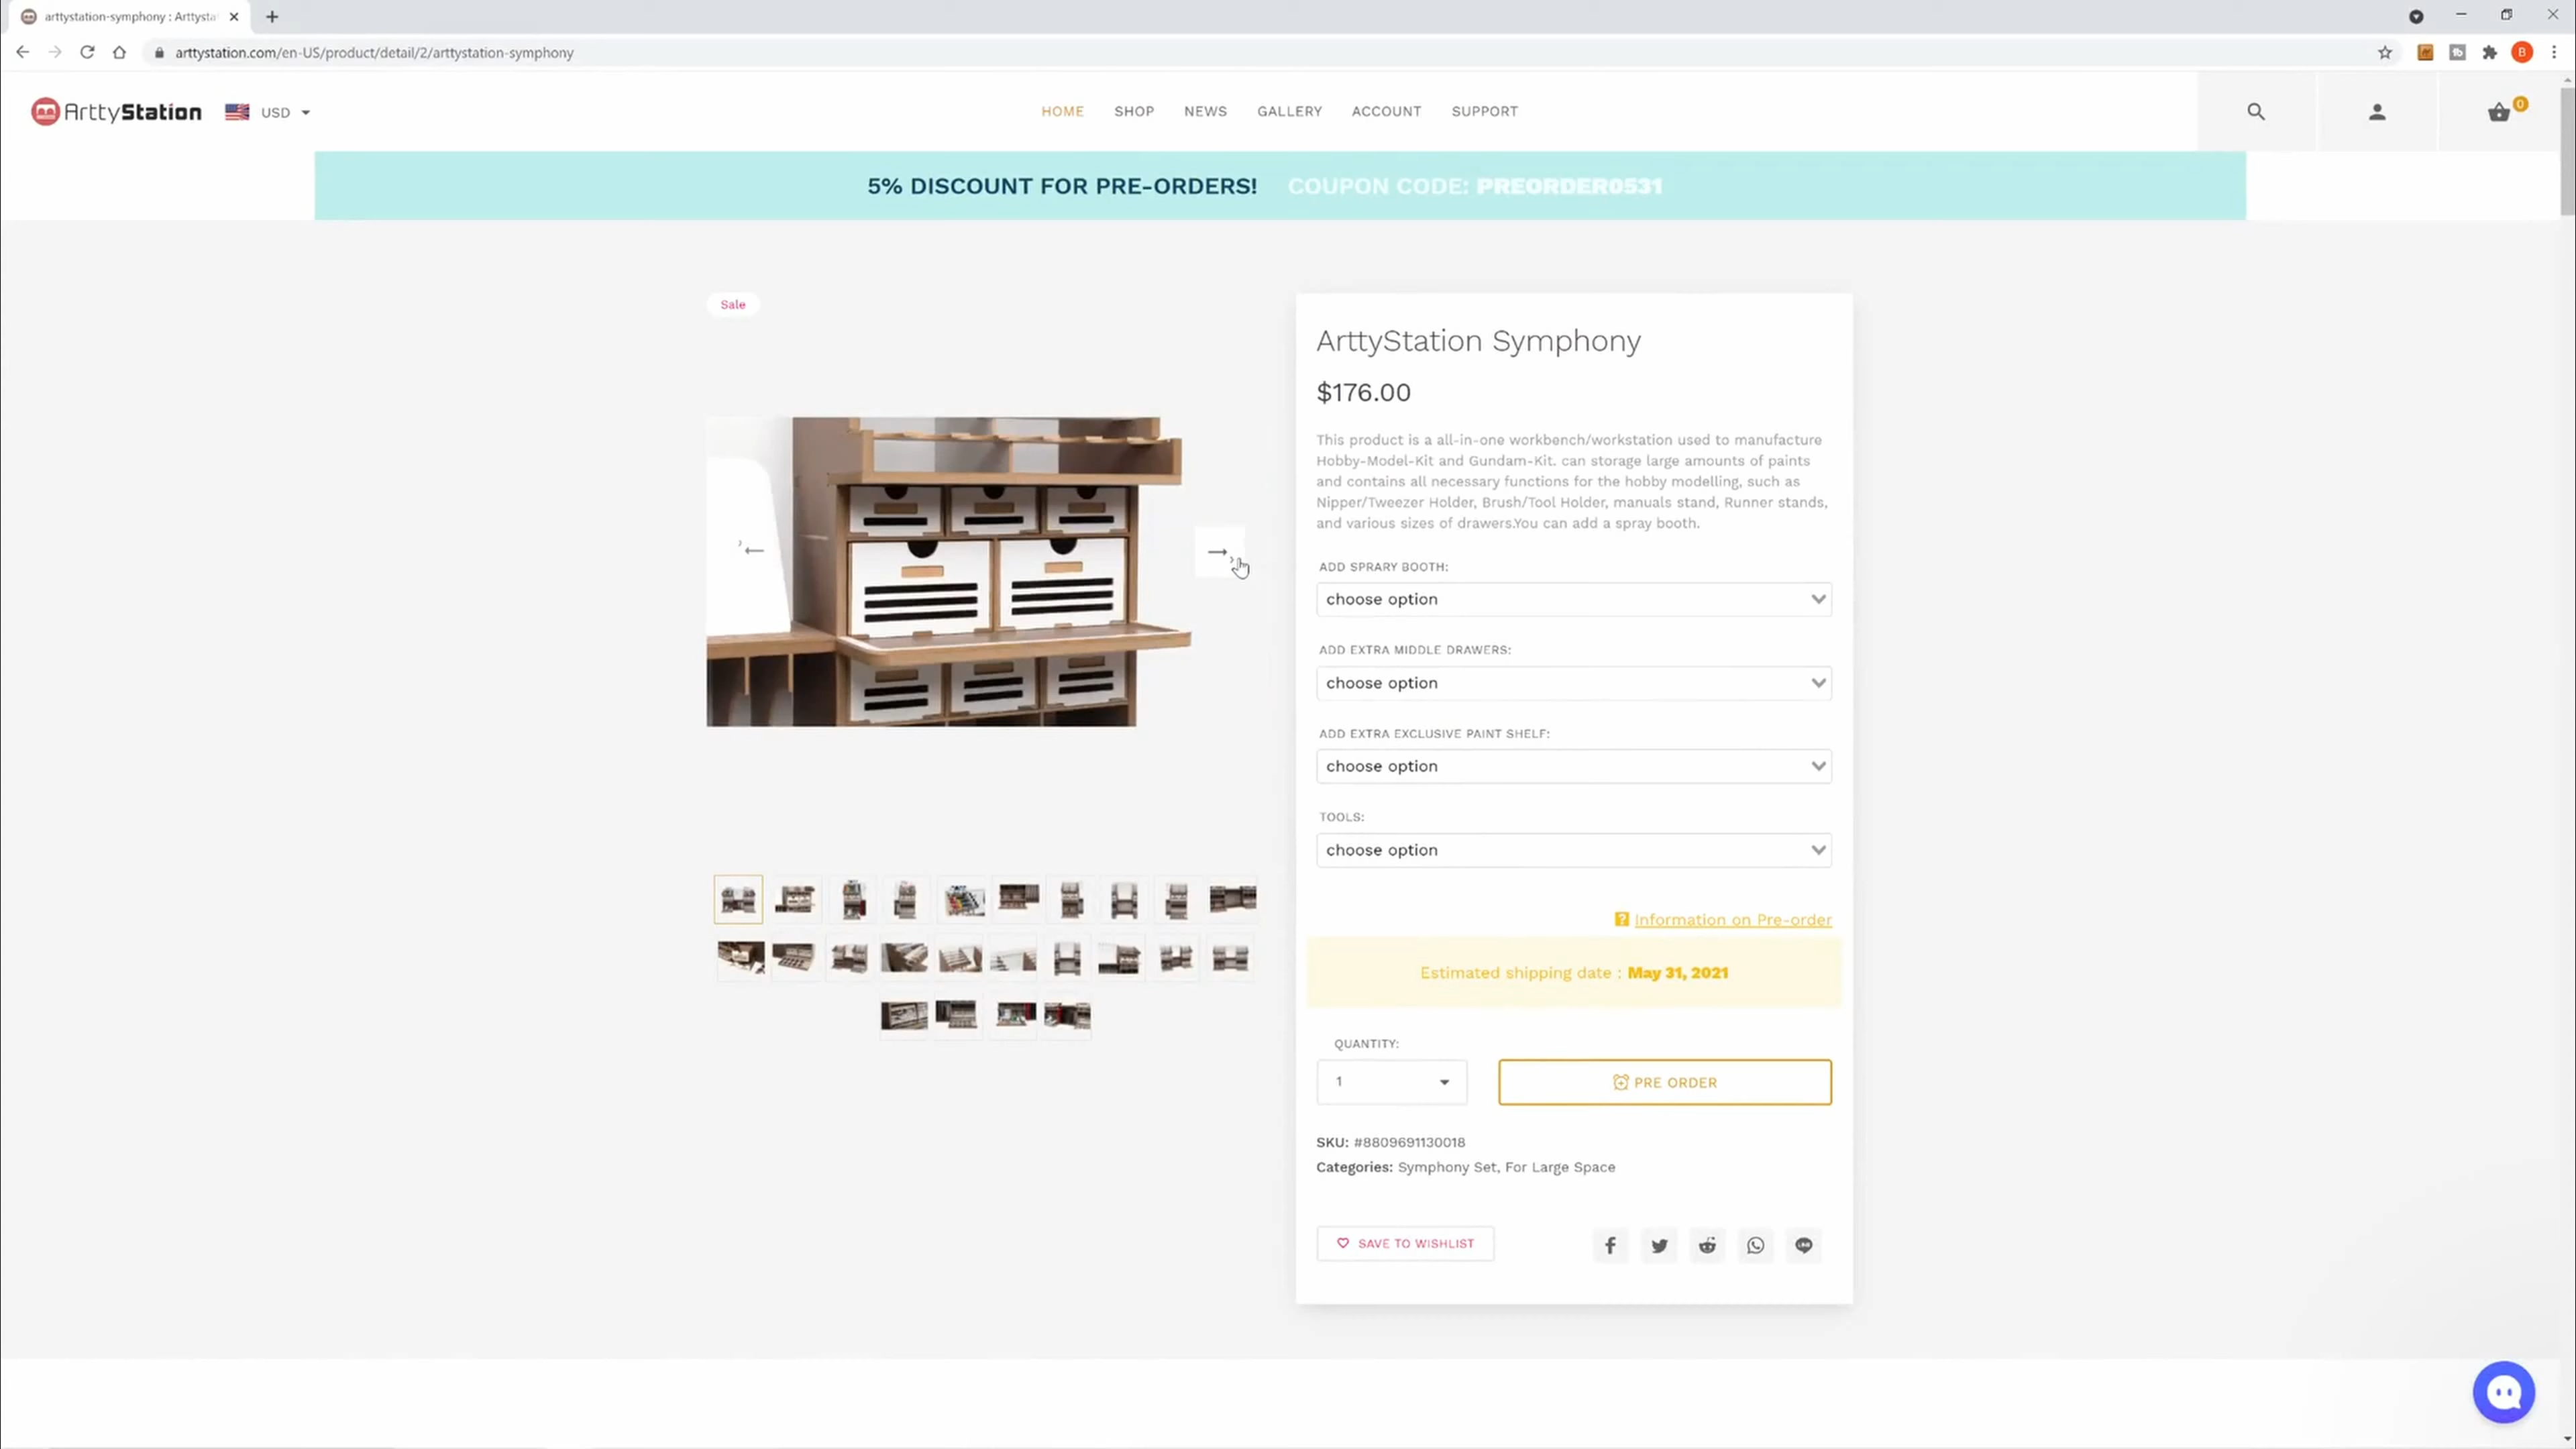 arttystation-symphony : Arttysta
arttystation.com/en-US/product/detail/2/arttystation-symphony
B
ArttyStation
USD
HOME
SHOP
NEWS
GALLERY
ACCOUNT
SUPPORT
0
5% DISCOUNT FOR PRE-ORDERS! COUPON CODE: PREORDER0531
Sale
ArttyStation Symphony
$176.00
This product is a all-in-one workbench/workstation used to manufacture
Hobby-Model-Kit and Gundam-Kit. can storage large amounts of paints
and contains all necessary functions for the hobby modelling, such as
Nipper/Tweezer Holder, Brush/Tool Holder, manuals stand, Runner stands,
and various sizes of drawers.You can add a spray booth.
ADD SPRARY BOOTH:
choose option
ADD EXTRA MIDDLE DRAWERS:
choose option
ADD EXTRA EXCLUSIVE PAINT SHELF:
choose option
TOOLS:
choose option
? Information on Pre-order
Estimated shipping date : May 31, 2021
QUANTITY:
1
PRE ORDER
SKU: #8809691130018
Categories: Symphony Set, For Large Space
SAVE TO WISHLIST